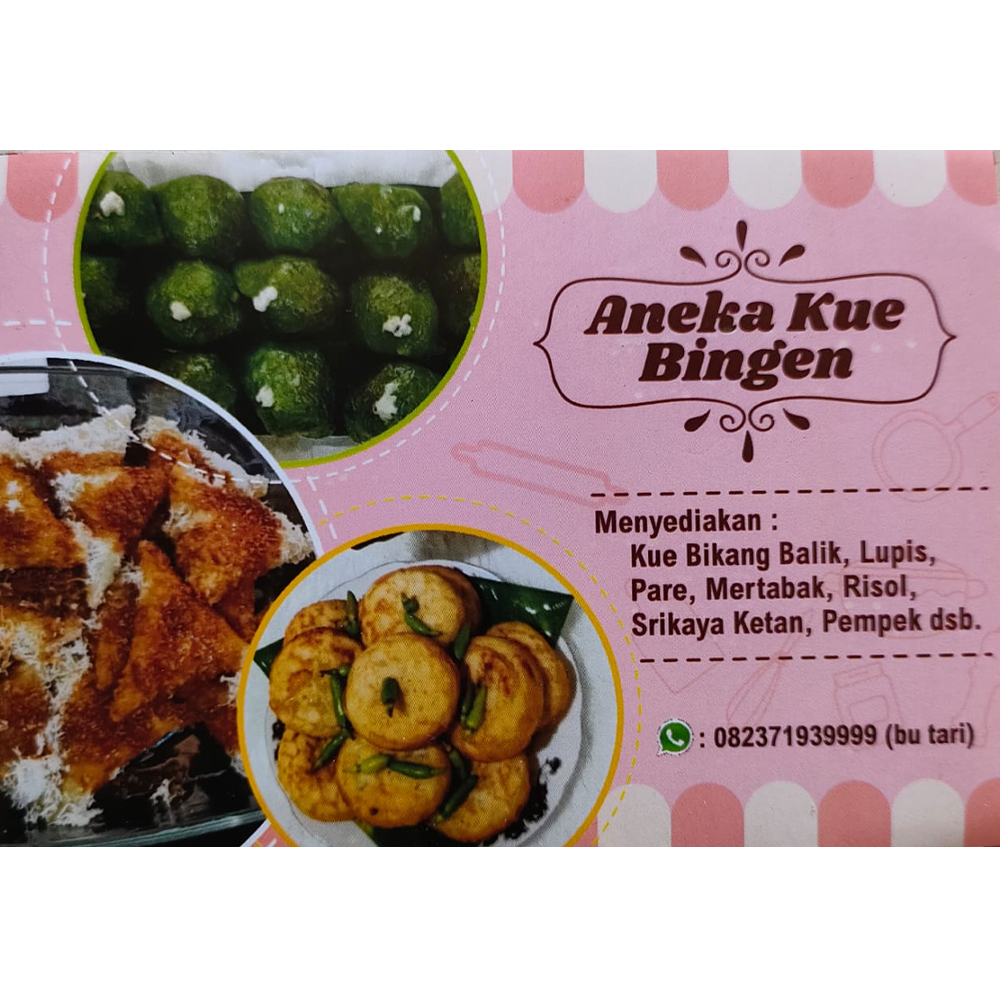 Aneka Kue
Bingen
Menyediakan :
Kue Bikang Balik, Lupis,
Pare, Mertabak, Risol,
Srikaya Ketan, Pempek dsb.
: 082371939999 (bu tari)